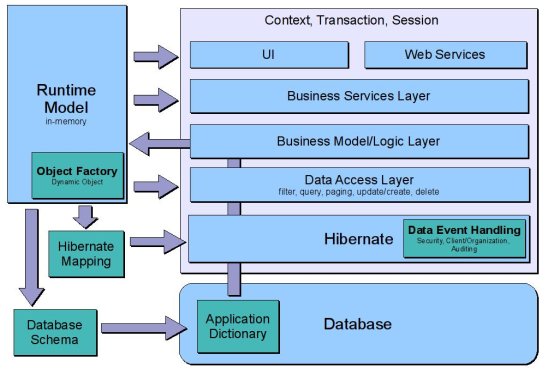 Context, Transaction, Session
UI
Web Services
Runtime
Model
in-memory
Business Services Layer
Business Model/Logic Layer
Object Factory
Dynamic Object
Data Access Layer
filter, query, paging, update/create, delete
Hibernate
Data Event Handling
Security, Client/Organization,
Auditing
Hibernate
Mapping
Database
Schema
Application
Dictionary
Database